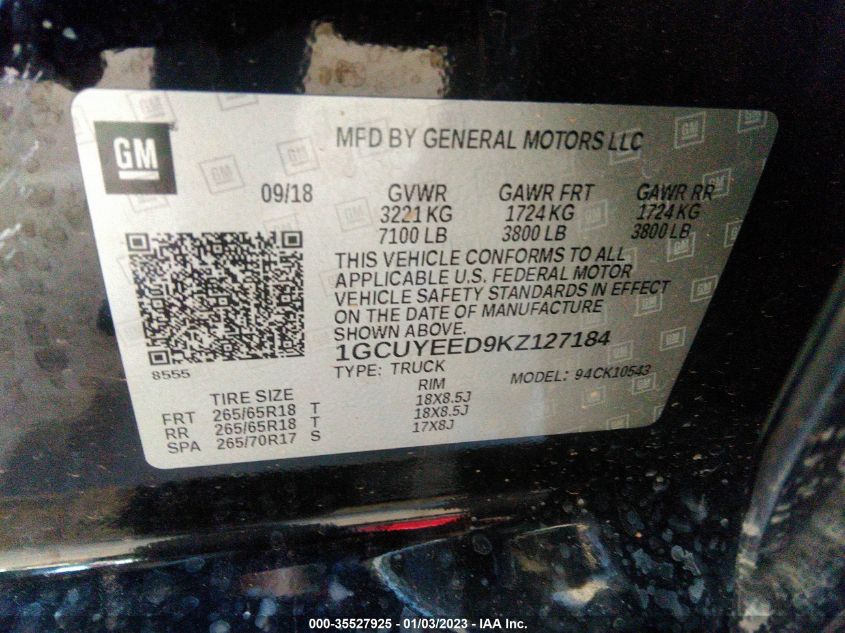 GM
MFD BY GENERAL MOTORS LLC
09/18
GVWR GAWR FRT GAWR RR
3221 KG 1724 KG 1724 KG
7100 LB 3800 LB 3800 LB
THIS VEHICLE CONFORMS TO ALL
APPLICABLE U.S. FEDERAL MOTOR
VEHICLE SAFETY STANDARDS IN EFFECT
ON THE DATE OF MANUFACTURE
SHOWN ABOVE.
1GCUYEED9KZ127184
TYPE: TRUCK MODEL: 94CK10543
8555
TIRE SIZE RIM
FRT 265/65R18 T 18X8.5J
RR 265/65R18 T 18X8.5J
SPA 265/70R17 S 17X8J
000-35527925 - 01/03/2023 - IAA Inc.